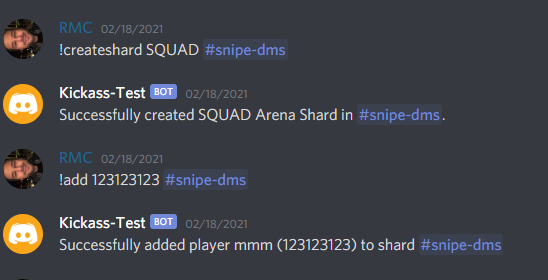 RMC 02/18/2021
!createshard SQUAD #snipe-dms
Kickass-Test BOT 02/18/2021
Successfully created SQUAD Arena Shard in #snipe-dms.
RMC 02/18/2021
!add 123123123 #snipe-dms
Kickass-Test BOT 02/18/2021
Successfully added player mmm (123123123) to shard #snipe-dms